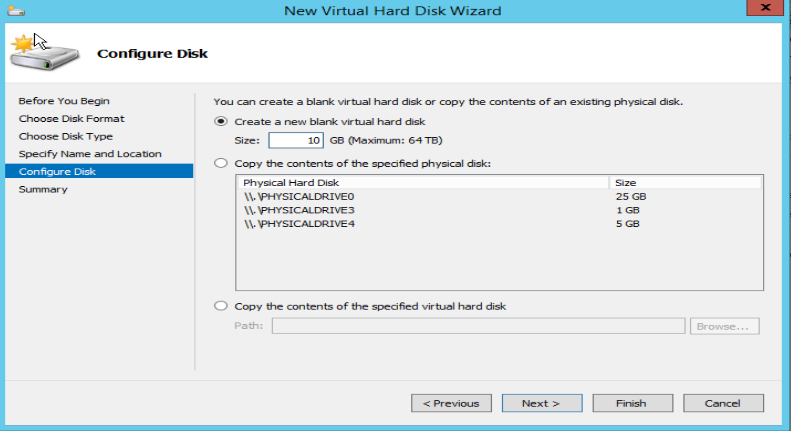 New Virtual Hard Disk Wizard
x
Configure Disk
Before You Begin
Choose Disk Format
Choose Disk Type
Specify Name and Location
Configure Disk
Summary
You can create a blank virtual hard disk or copy the contents of an existing physical disk.
Create a new blank virtual hard disk
Size: 10 GB (Maximum: 64 TB)
Copy the contents of the specified physical disk:
Physical Hard Disk Size
\\.\PHYSICALDRIVE0 25 GB
\\.\PHYSICALDRIVE3 1 GB
\\.\PHYSICALDRIVE4 5 GB
Copy the contents of the specified virtual hard disk
Path: Browse...
< Previous Next > Finish Cancel